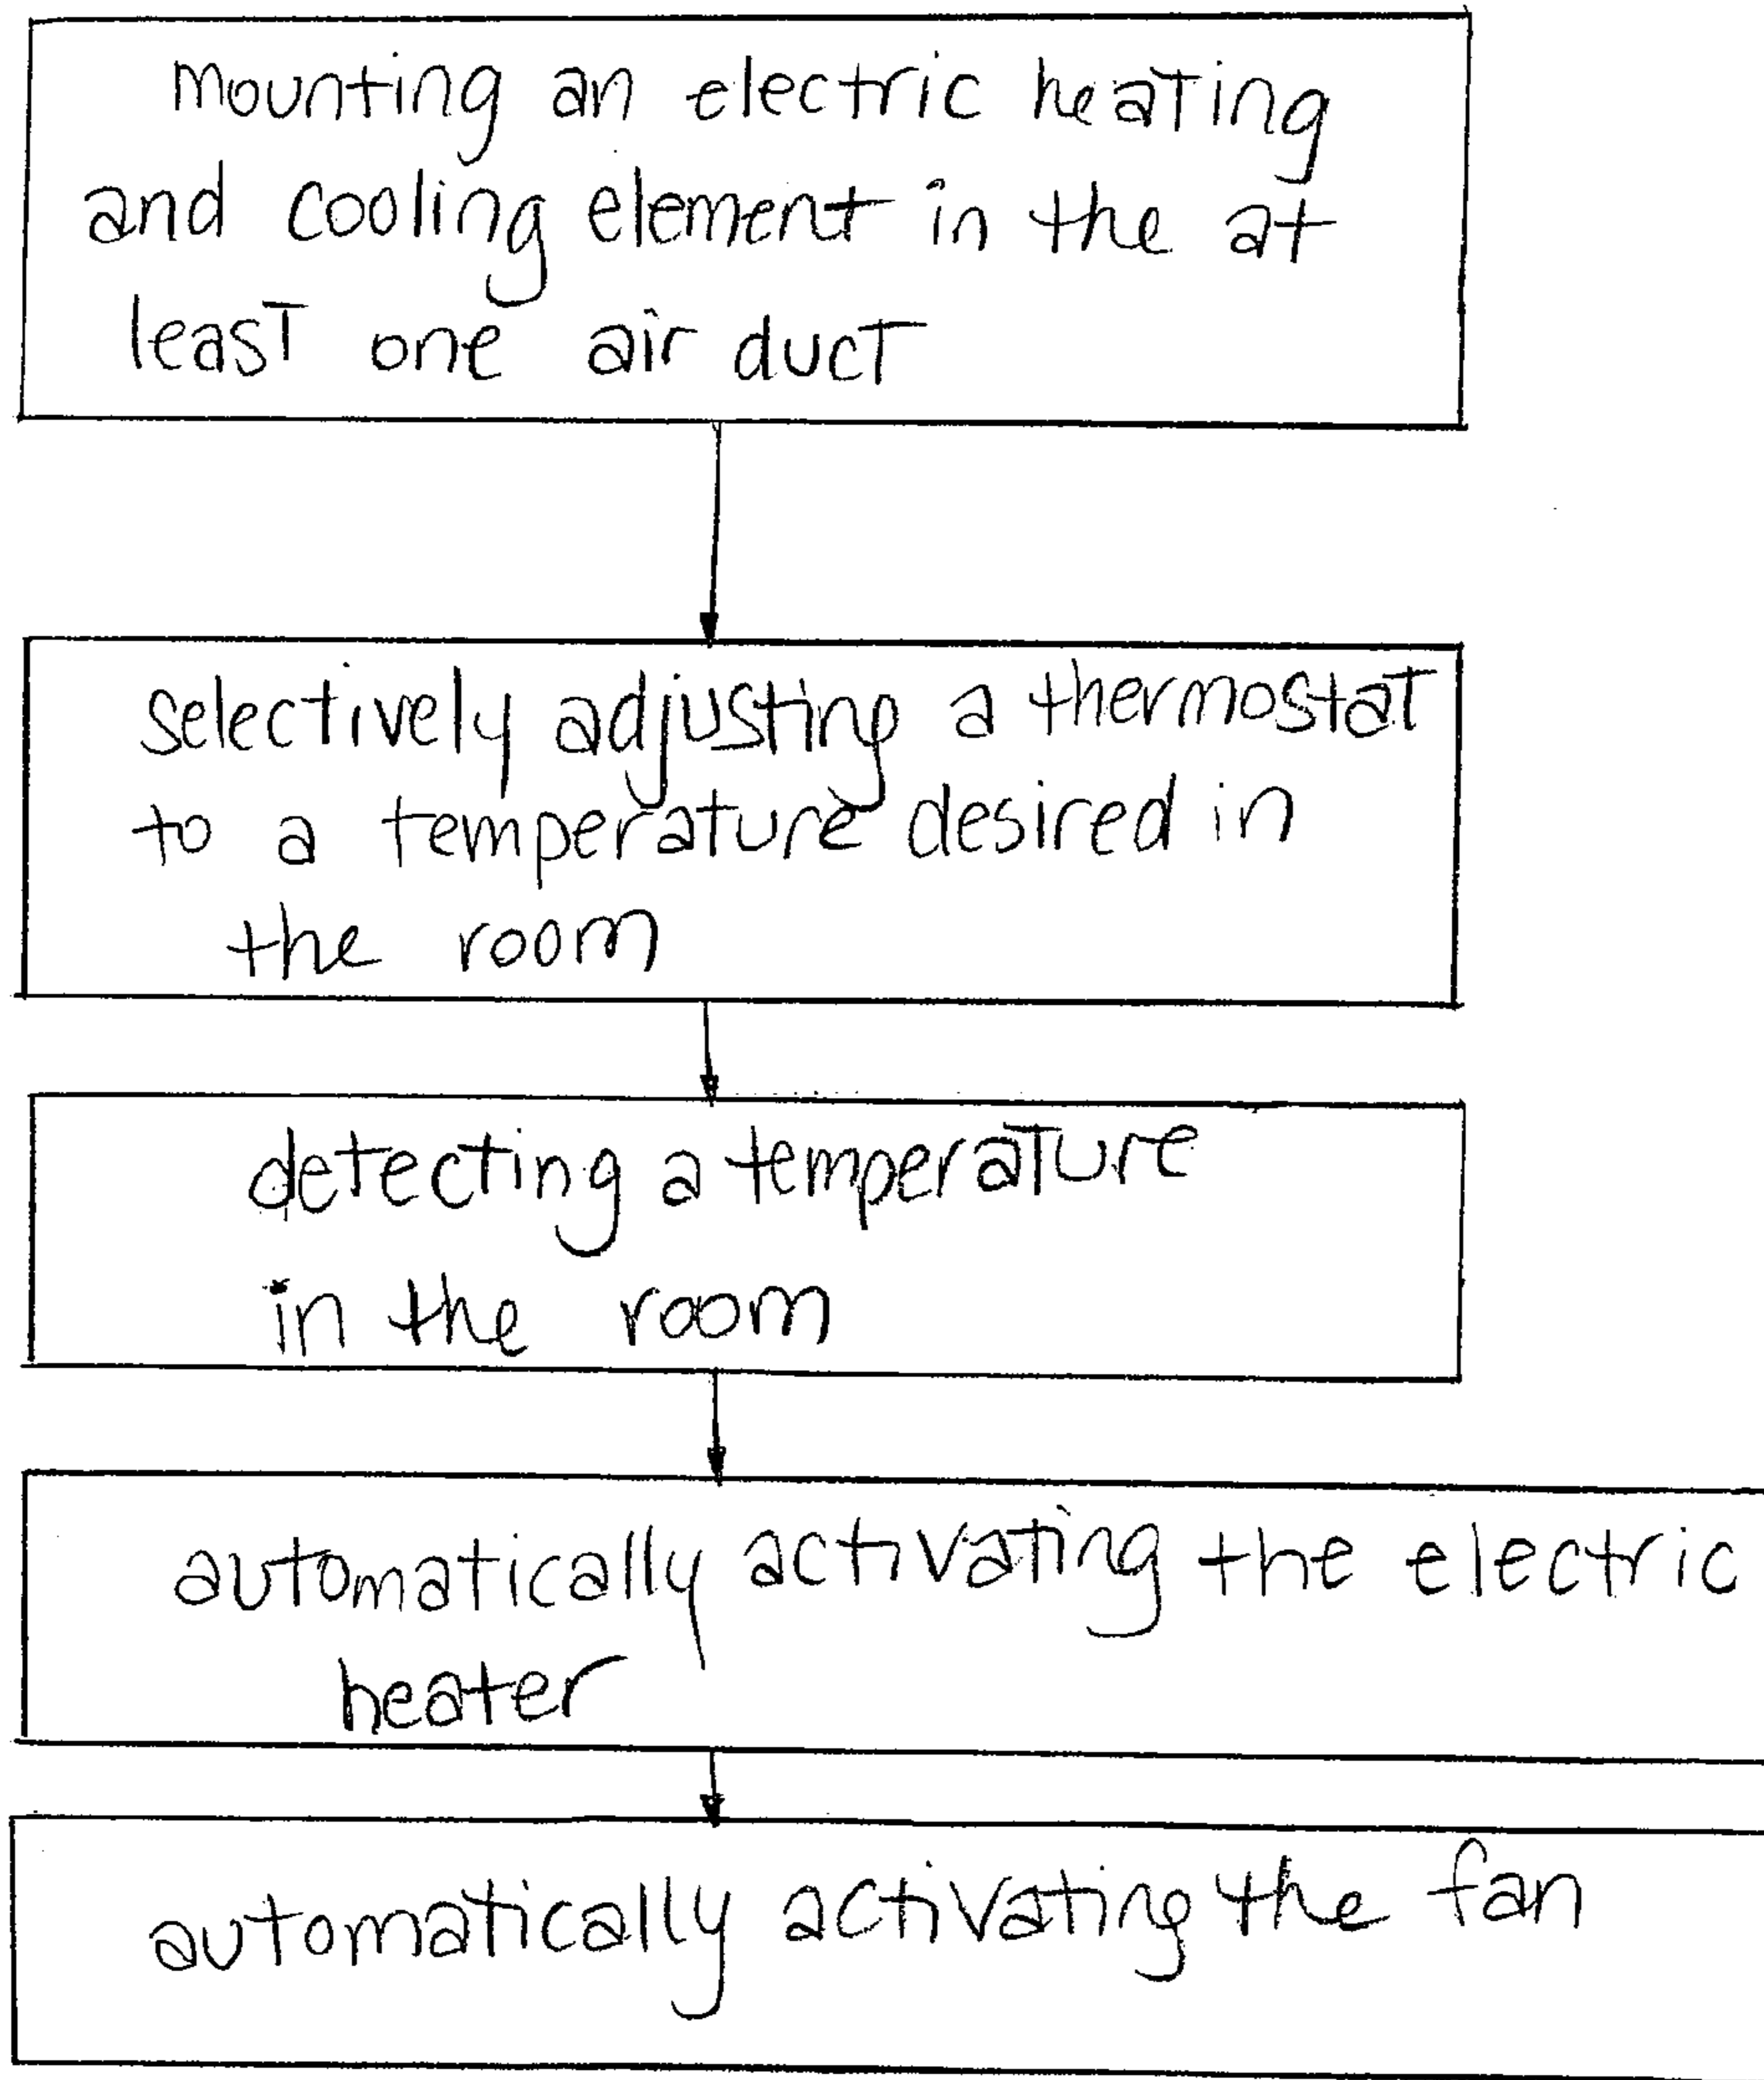 mounting an electric heating
and cooling element in the at
least one air duct
selectively adjusting a thermostat
to a temperature desired in
the room
detecting a temperature
in the room
automatically activating the electric
heater
automatically activating the fan